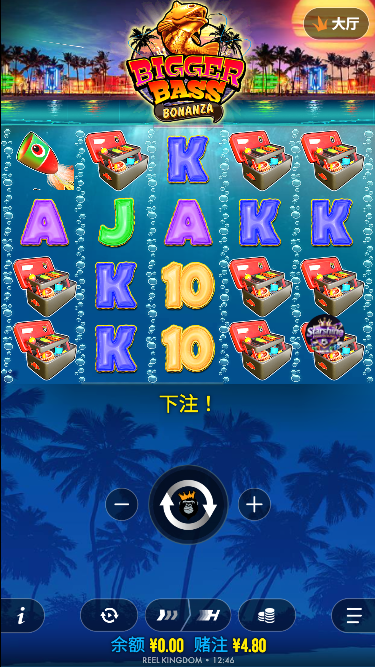 大厅
BIGGER
BASS
BONANZA
K
A J A K K
K 10
K 10
Starship
下注！
余额 ¥0.00 赌注 ¥4.80
REEL KINGDOM • 12:46